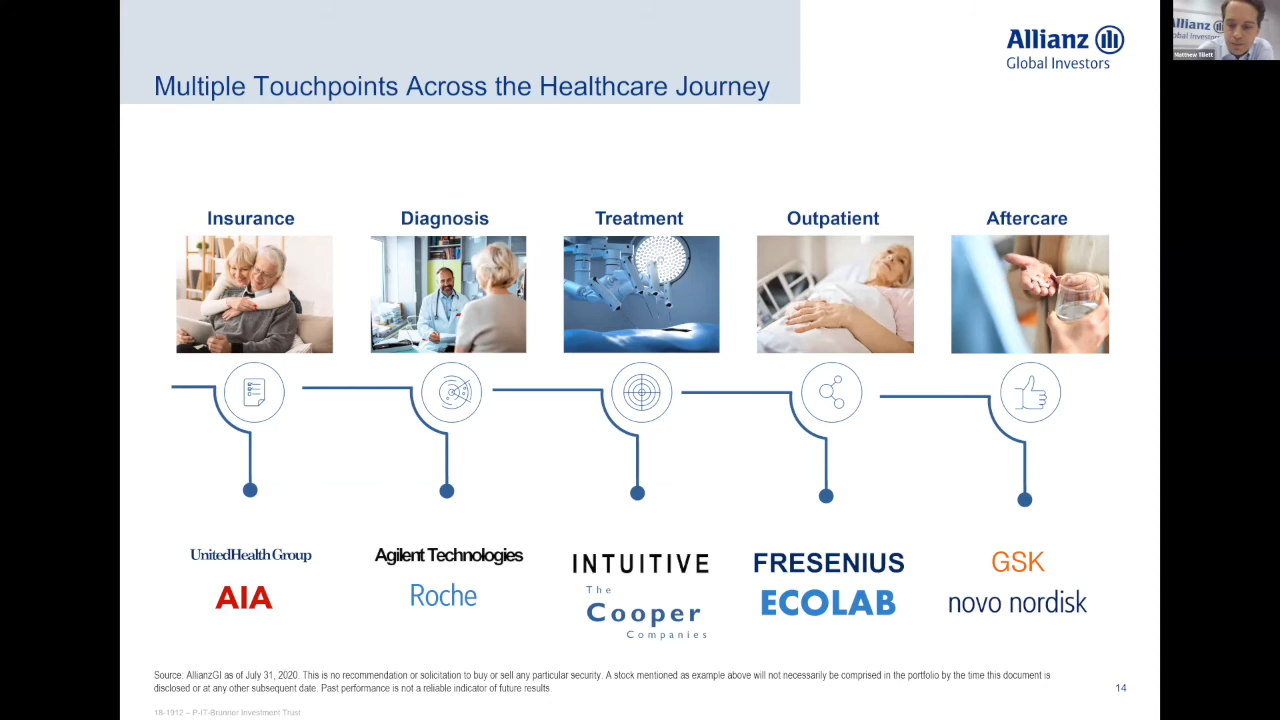 Multiple Touchpoints Across the Healthcare Journey
Allianz
Global Investors
Allianz
Matthew Tillett
Insurance
Diagnosis
Treatment
Outpatient
Aftercare
UnitedHealth Group
AIA
Agilent Technologies
Roche
INTUITIVE
The
Cooper
Companies
FRESENIUS
ECOLAB
GSK
novo nordisk
Source: AllianzGI as of July 31, 2020. This is no recommendation or solicitation to buy or sell any particular security. A stock mentioned as example above will not necessarily be comprised in the portfolio by the time this document is
disclosed or at any other subsequent date. Past performance is not a reliable indicator of future results
14
18-1912 – P-IT-Brunner Investment Trust